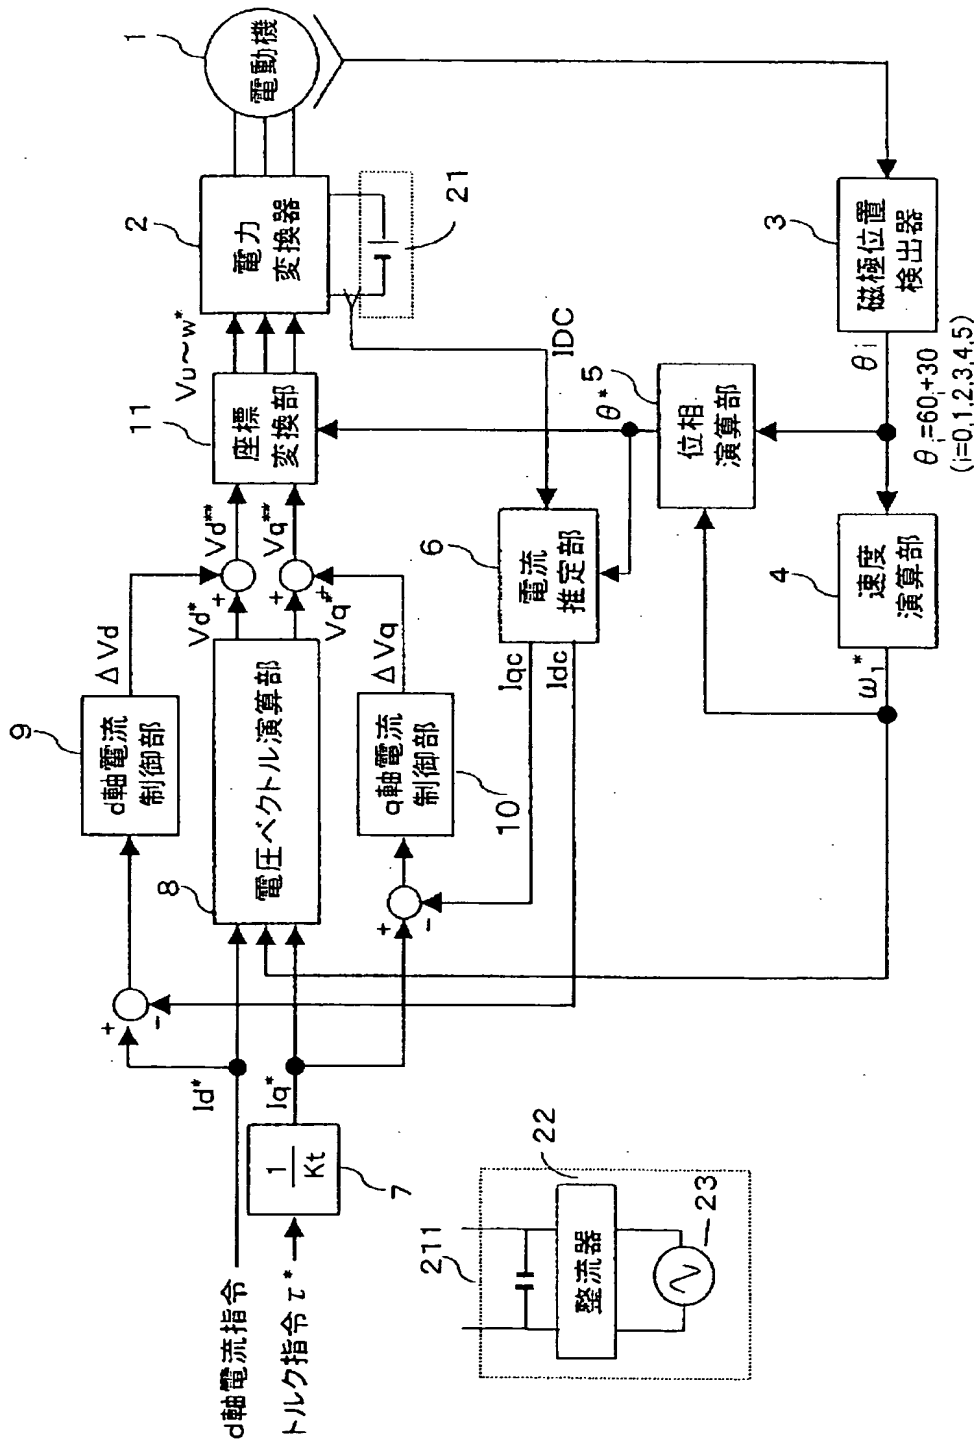 1
電動機
2
電力
変換器
21
Vu～w*
11
座標
変換部
IDC
3
磁極位置
検出器
θi
θi=60i+30
(i=0,1,2,3,4,5)
θ*
5
位相
演算部
4
速度
演算部
ω1*
6
電流
推定部
Iqc
Idc
Vd**
Vq**
+
+
+
Vd*
Vq*
ΔVd
ΔVq
9
d軸電流
制御部
8
電圧ベクトル演算部
q軸電流
制御部
10
+
-
+
-
Id*
Iq*
1
Kt
7
d軸電流指令
トルク指令 τ*
211
22
整流器
23